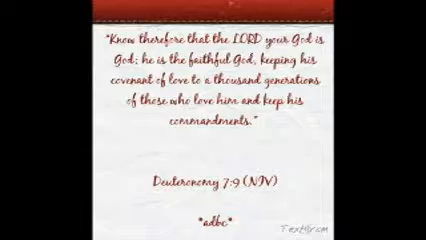 "Know therefore that the LORD your God is
God; he is the faithful God, keeping his
covenant of love to a thousand generations
of those who love him and keep his
commandments."
Deuteronomy 7:9 (NIV)
*adbc*
Textgram